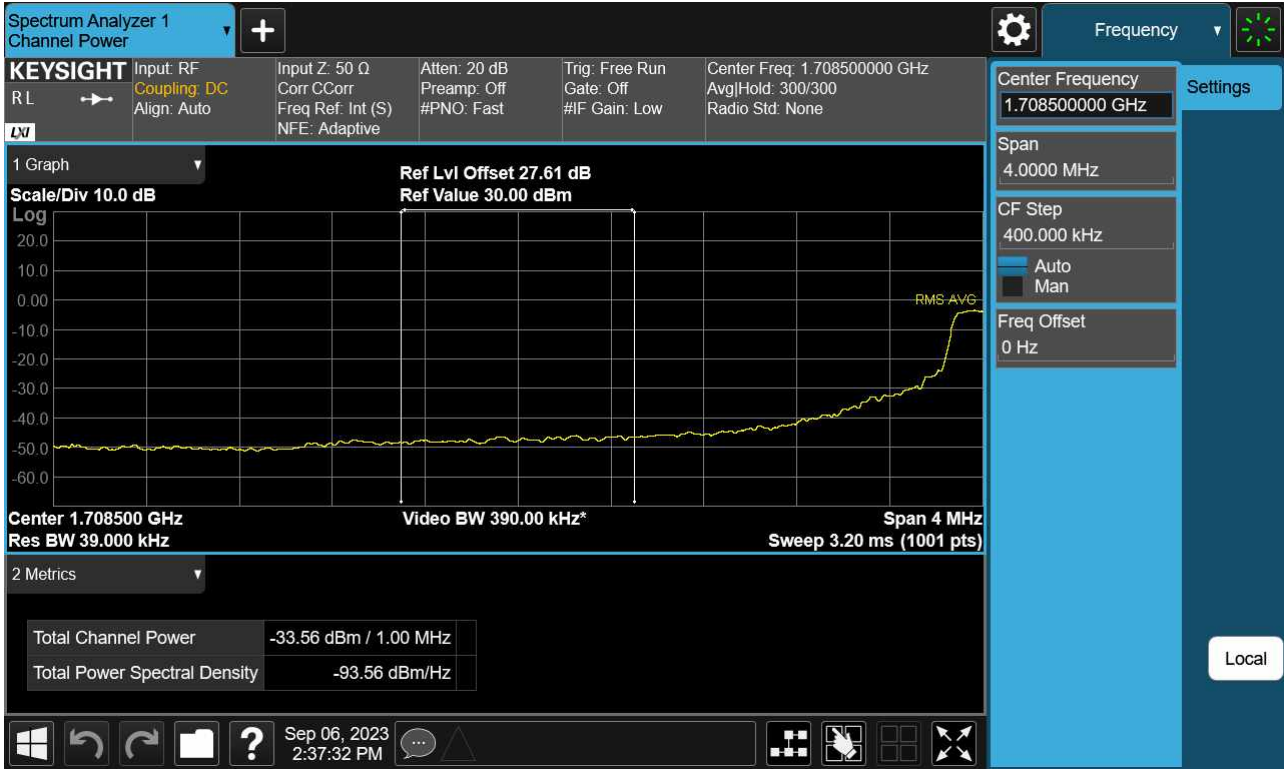 Spectrum Analyzer 1
Channel Power
Frequency
KEYSIGHT
R L
LXI
Input: RF
Coupling: DC
Align: Auto
Input Z: 50 Ω
Corr CCorr
Freq Ref: Int (S)
NFE: Adaptive
Atten: 20 dB
Preamp: Off
#PNO: Fast
Trig: Free Run
Gate: Off
#IF Gain: Low
Center Freq: 1.708500000 GHz
Avg|Hold: 300/300
Radio Std: None
Center Frequency
1.708500000 GHz
Settings
Span
4.0000 MHz
CF Step
400.000 kHz
Auto
Man
Freq Offset
0 Hz
Local
1 Graph
Scale/Div 10.0 dB
Ref Lvl Offset 27.61 dB
Ref Value 30.00 dBm
Log
20.0
10.0
0.00
-10.0
-20.0
-30.0
-40.0
-50.0
-60.0
RMS AVG
Center 1.708500 GHz
Video BW 390.00 kHz*
Span 4 MHz
Res BW 39.000 kHz
Sweep 3.20 ms (1001 pts)
2 Metrics
Total Channel Power -33.56 dBm / 1.00 MHz
Total Power Spectral Density -93.56 dBm/Hz
?
Sep 06, 2023
2:37:32 PM